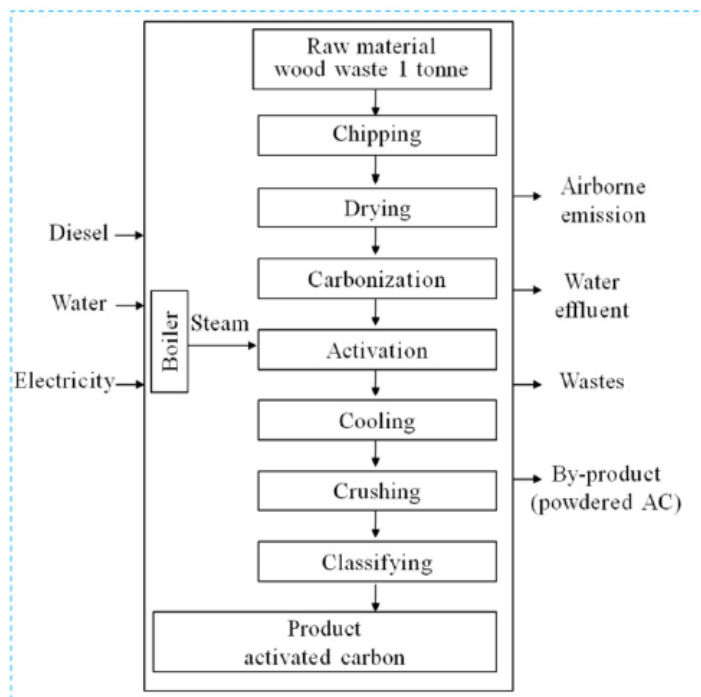 Raw material
wood waste 1 tonne
Chipping
Drying
Carbonization
Activation
Cooling
Crushing
Classifying
Product
activated carbon
Diesel
Water
Electricity
Boiler
Steam
Airborne
emission
Water
effluent
Wastes
By-product
(powdered AC)